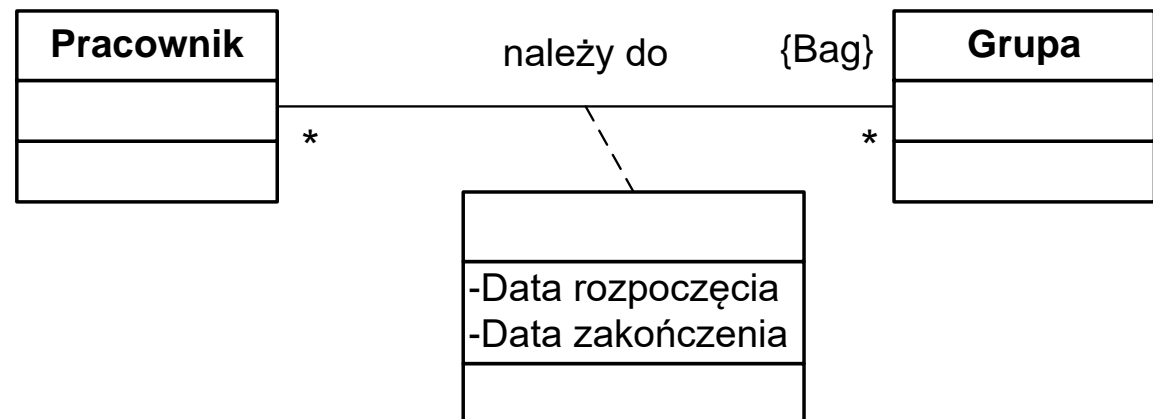 Pracownik
należy do
{Bag}
Grupa
*
*
-Data rozpoczęcia
-Data zakończenia